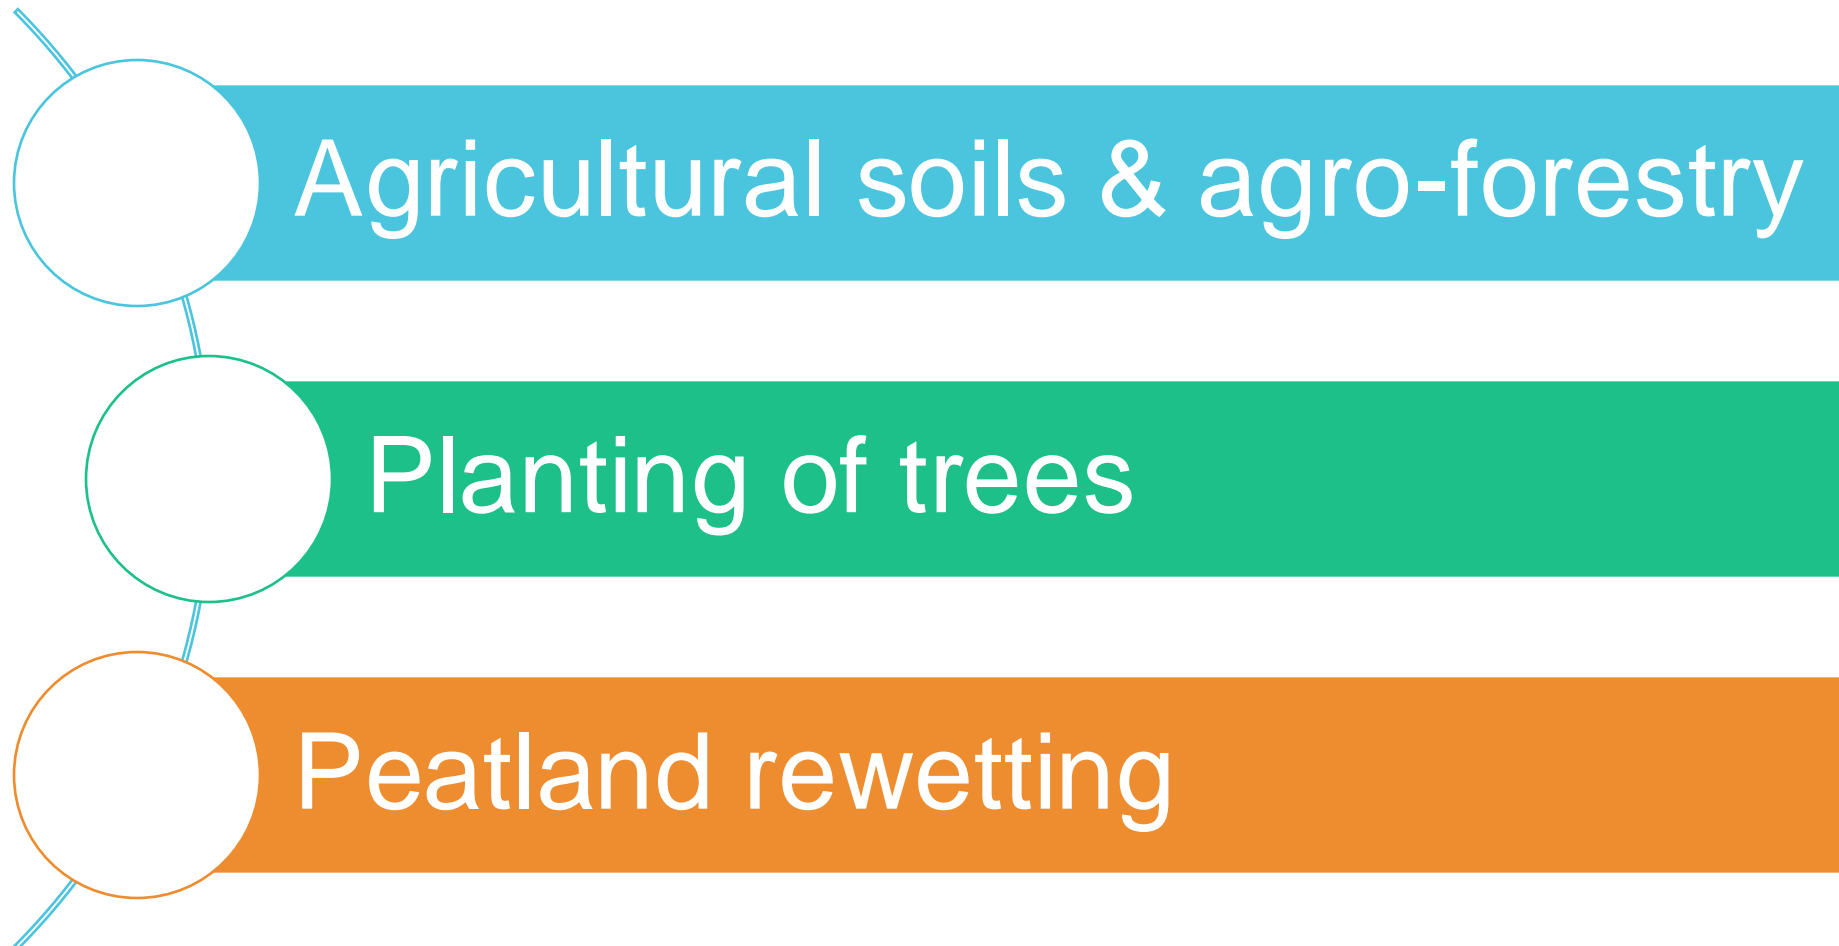 Agricultural soils & agro-forestry
Planting of trees
Peatland rewetting